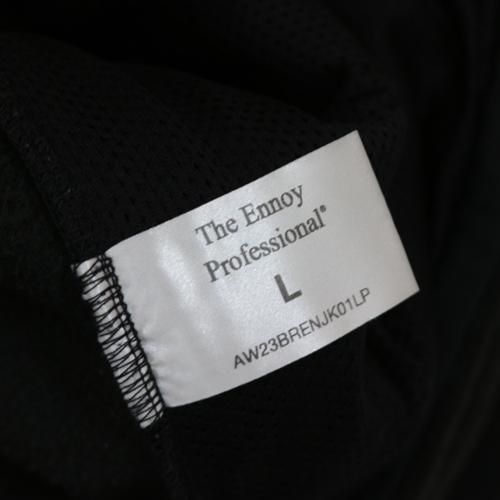 The Ennoy
Professional®
L
AW23BRENJK01LP